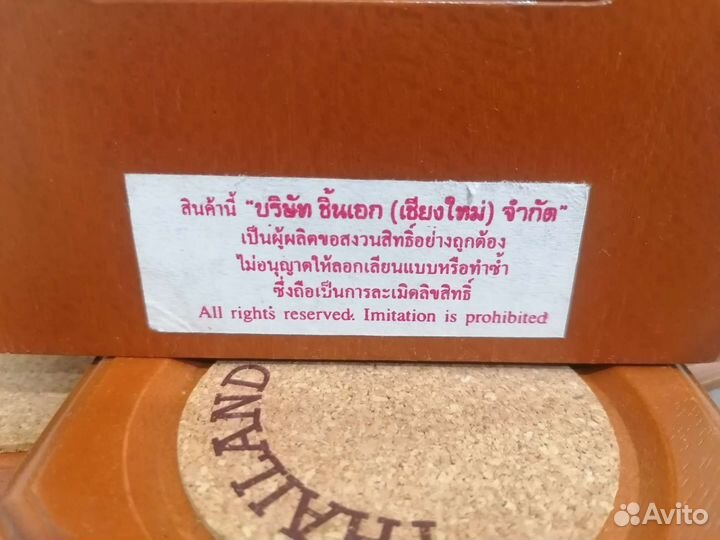 สินค้านี้ "บริษัท ชิ้นเอก (เชียงใหม่) จำกัด"
เป็นผู้ผลิตขอสงวนสิทธิ์อย่างถูกต้อง
ไม่อนุญาตให้ลอกเลียนแบบหรือทำซ้ำ
ซึ่งถือเป็นการละเมิดลิขสิทธิ์
All rights reserved. Imitation is prohibited
THAILAND
THAILAND
Avito